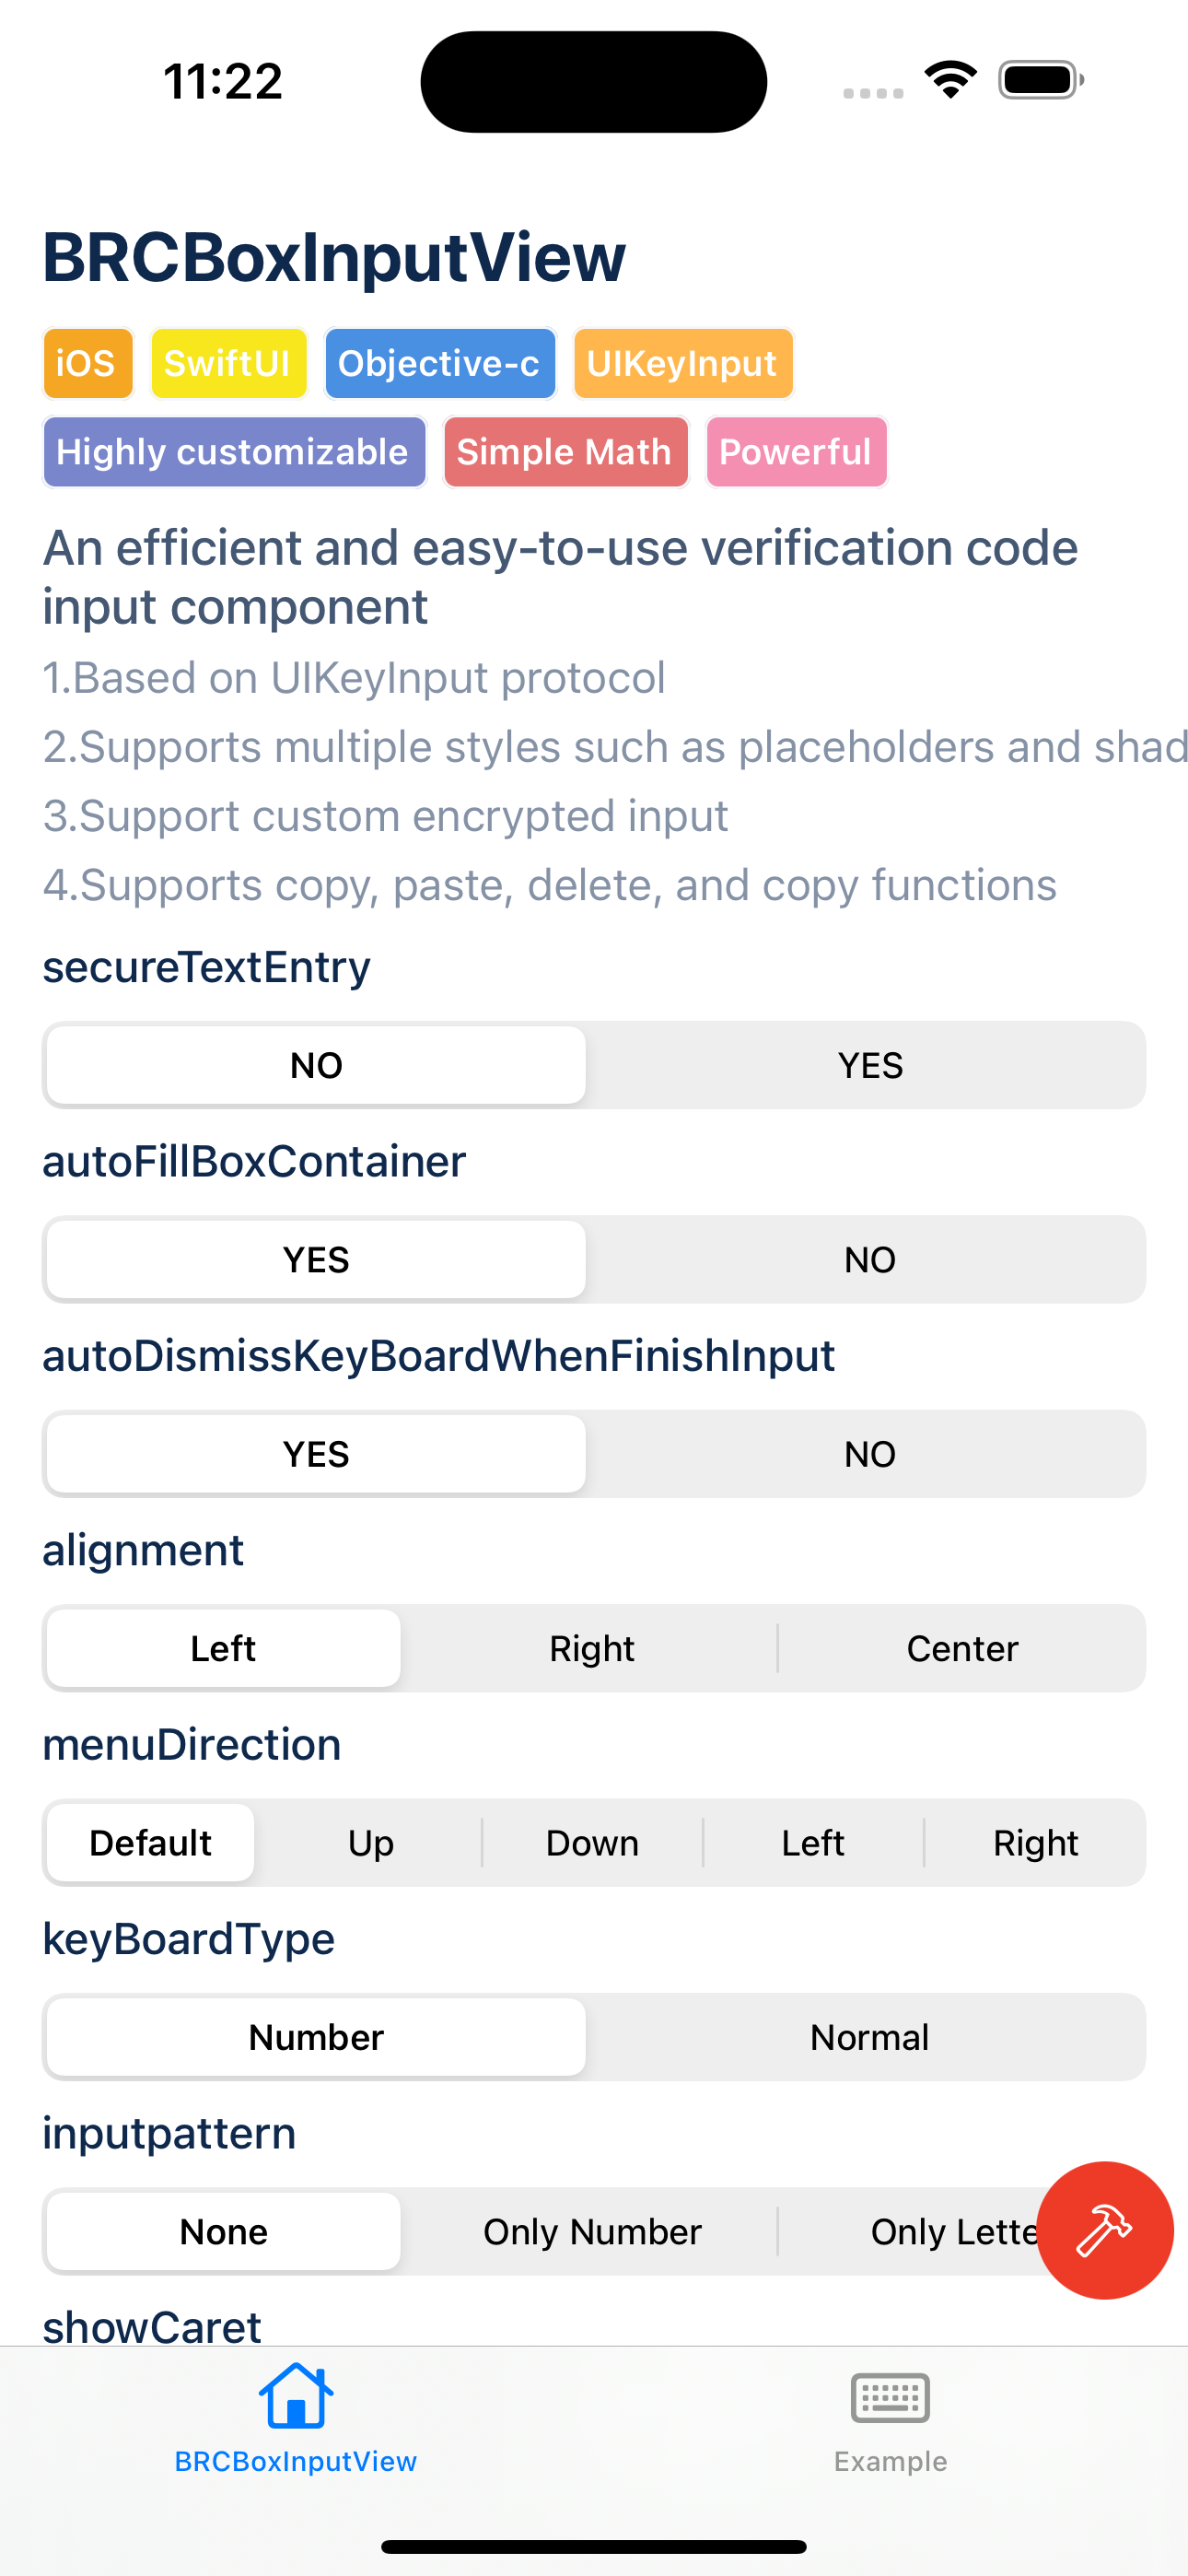 11:22
BRCBoxInputView
iOS SwiftUI Objective-c UIKeyInput
Highly customizable Simple Math Powerful
An efficient and easy-to-use verification code
input component
1.Based on UIKeyInput protocol
2.Supports multiple styles such as placeholders and shad
3.Support custom encrypted input
4.Supports copy, paste, delete, and copy functions
secureTextEntry
NO YES
autoFillBoxContainer
YES NO
autoDismissKeyBoardWhenFinishInput
YES NO
alignment
Left Right Center
menuDirection
Default Up Down Left Right
keyBoardType
Number Normal
inputpattern
None Only Number Only Lette
showCaret
BRCBoxInputView Example